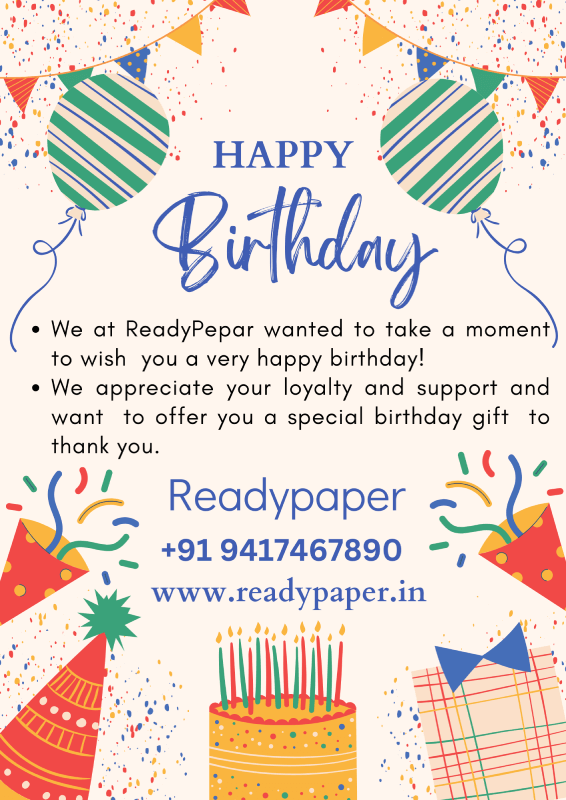 HAPPY
Birthday
• We at ReadyPepar wanted to take a moment
to wish you a very happy birthday!
• We appreciate your loyalty and support and
want to offer you a special birthday gift to
thank you.
Readypaper
+91 9417467890
www.readypaper.in